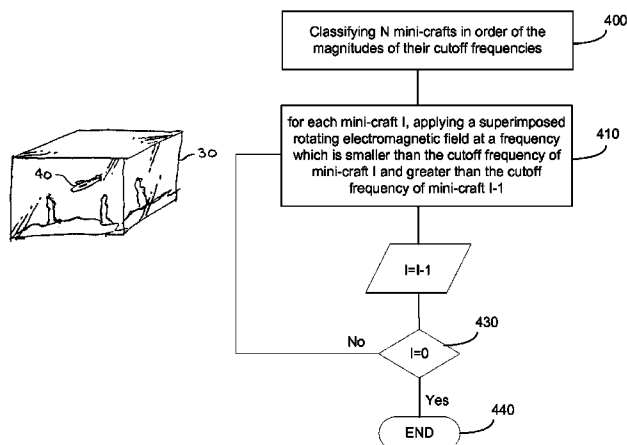 Classifying N mini-crafts in order of the
magnitudes of their cutoff frequencies
400
for each mini-craft I, applying a superimposed
rotating electromagnetic field at a frequency
which is smaller than the cutoff frequency of
mini-craft I and greater than the cutoff
frequency of mini-craft I-1
410
30
40
I=I-1
430
No
I=0
Yes
440
END